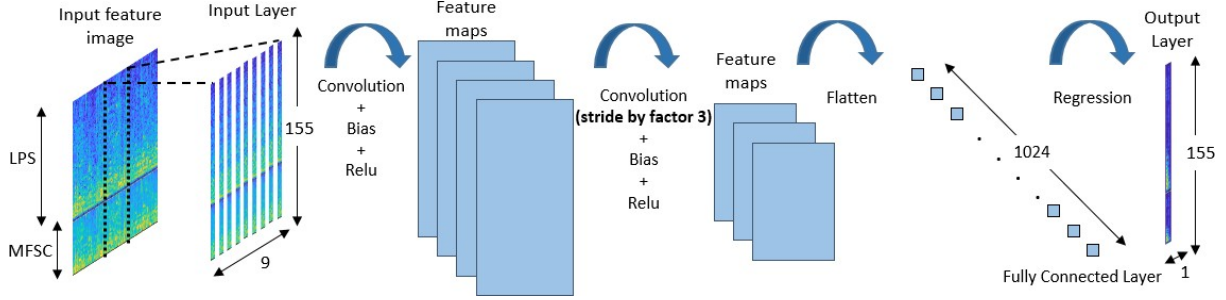 Input feature
image
LPS
MFSC
Input Layer
155
9
Convolution
+
Bias
+
Relu
Feature
maps
Convolution
(stride by factor 3)
+
Bias
+
Relu
Feature
maps
Flatten
1024
Fully Connected Layer
Regression
Output
Layer
155
1